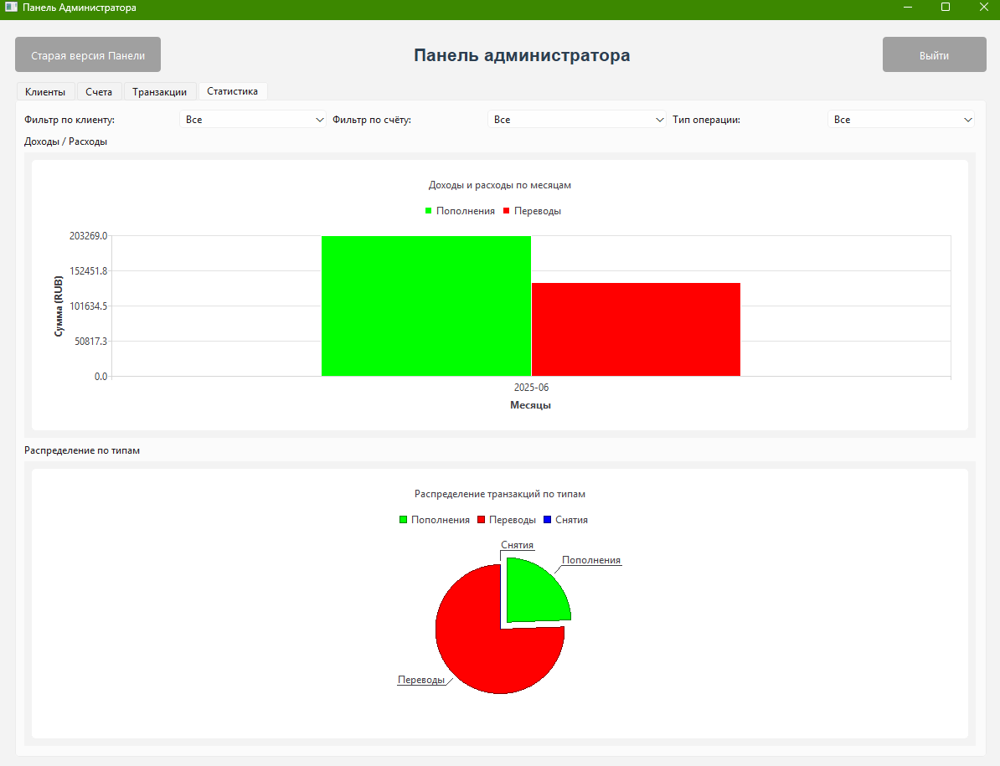 Панель Администратора
Старая версия Панели
Панель администратора
Выйти
Клиенты Счета Транзакции Статистика
Фильтр по клиенту: Все Фильтр по счёту: Все Тип операции: Все
Доходы / Расходы
Доходы и расходы по месяцам
Пополнения Переводы
203269.0
152451.8
101634.5
50817.3
0.0
Сумма (RUB)
2025-06
Месяцы
Распределение по типам
Распределение транзакций по типам
Пополнения Переводы Снятия
Снятия
Пополнения
Переводы